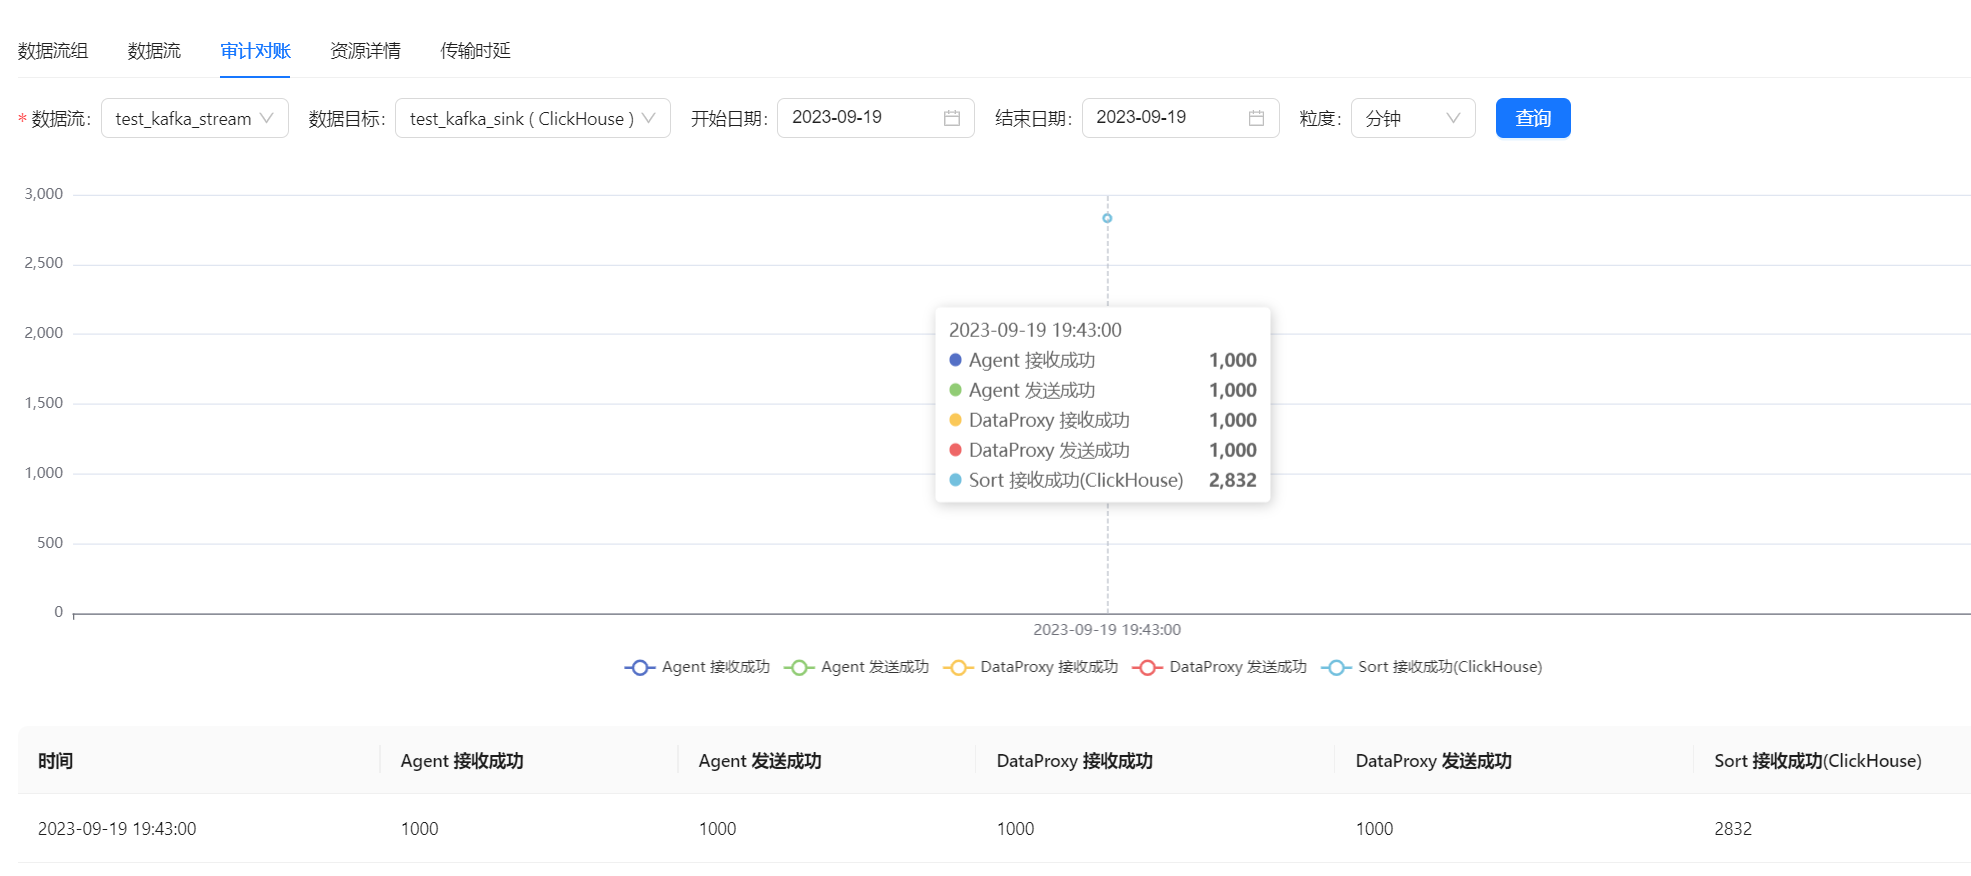 数据流组 数据流 审计对账 资源详情 传输时延
* 数据流: test_kafka_stream 数据目标: test_kafka_sink ( ClickHouse ) 开始日期: 2023-09-19 结束日期: 2023-09-19 粒度: 分钟 查询
3,000
2,500
2,000
1,500
1,000
500
0
2023-09-19 19:43:00
Agent 接收成功 1,000
Agent 发送成功 1,000
DataProxy 接收成功 1,000
DataProxy 发送成功 1,000
Sort 接收成功(ClickHouse) 2,832
2023-09-19 19:43:00
Agent 接收成功 Agent 发送成功 DataProxy 接收成功 DataProxy 发送成功 Sort 接收成功(ClickHouse)
时间 Agent 接收成功 Agent 发送成功 DataProxy 接收成功 DataProxy 发送成功 Sort 接收成功(ClickHouse)
2023-09-19 19:43:00 1000 1000 1000 1000 2832